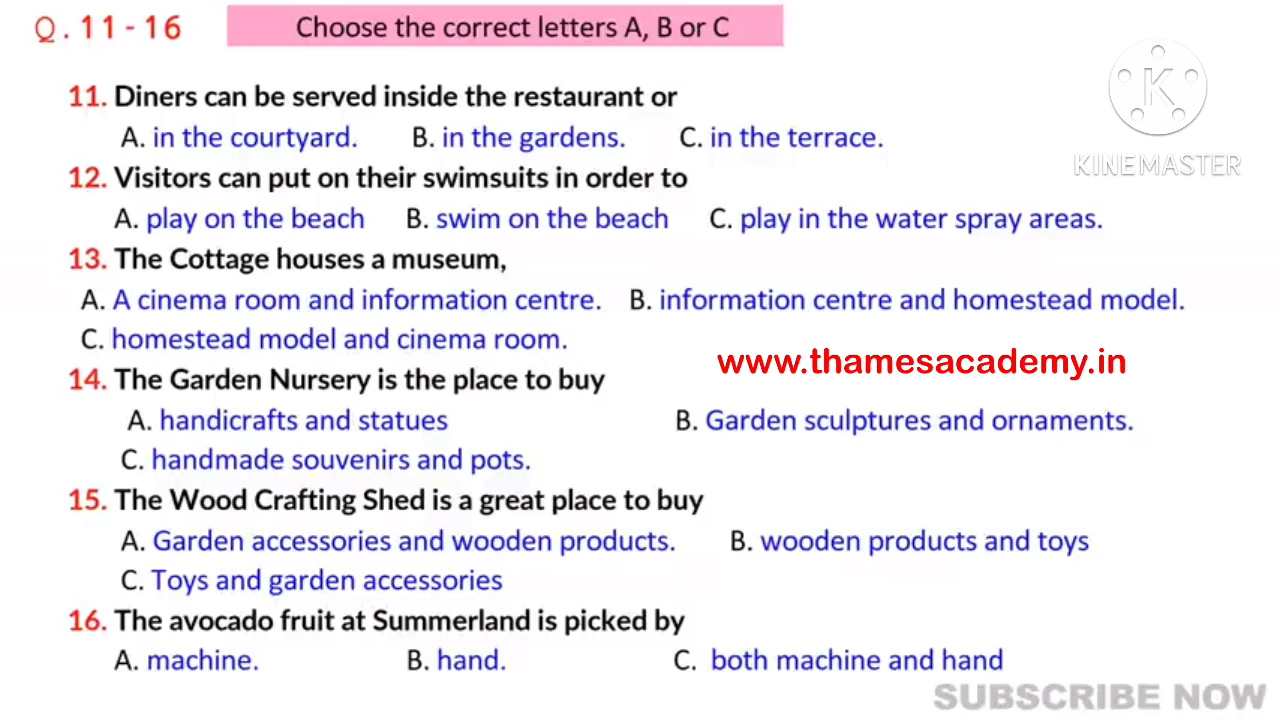 Q.11-16 Choose the correct letters A, B or C
11. Diners can be served inside the restaurant or
A. in the courtyard. B. in the gardens. C. in the terrace.
K
KINEMASTER
12. Visitors can put on their swimsuits in order to
A. play on the beach B. swim on the beach C. play in the water spray areas.
13. The Cottage houses a museum,
A. A cinema room and information centre. B. information centre and homestead model.
C. homestead model and cinema room.
www.thamesacademy.in
14. The Garden Nursery is the place to buy
A. handicrafts and statues B. Garden sculptures and ornaments.
C. handmade souvenirs and pots.
15. The Wood Crafting Shed is a great place to buy
A. Garden accessories and wooden products. B. wooden products and toys
C. Toys and garden accessories
16. The avocado fruit at Summerland is picked by
A. machine. B. hand. C. both machine and hand
SUBSCRIBE NOW